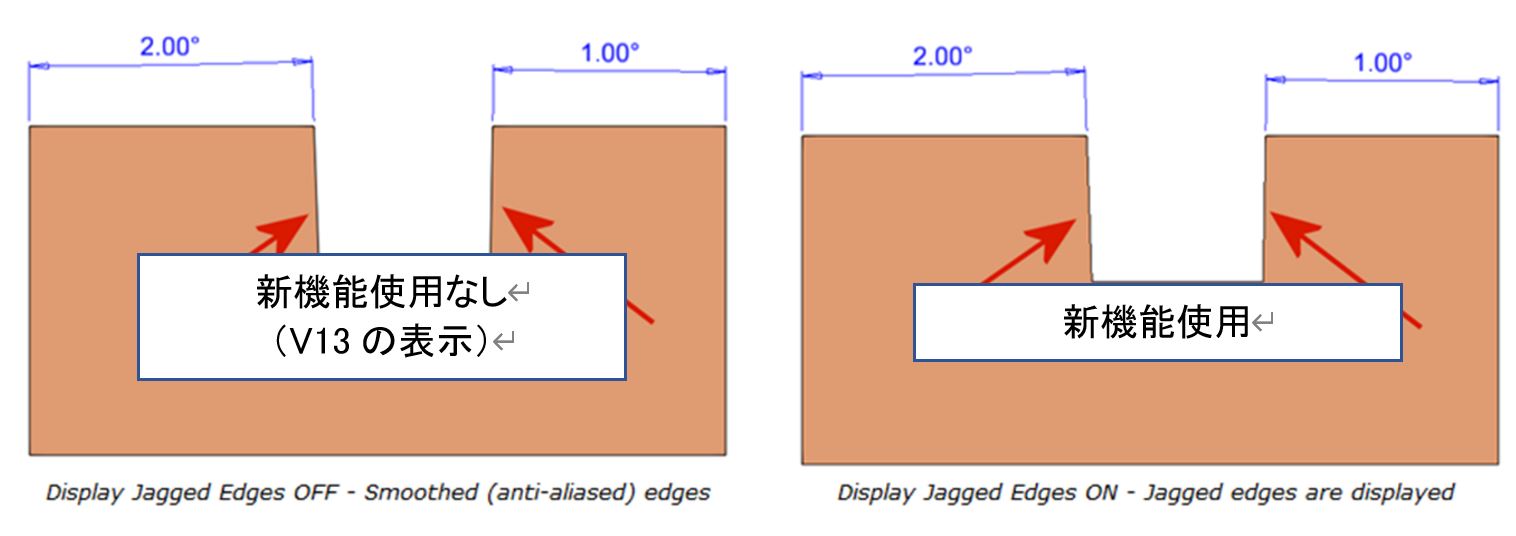 2.00°
1.00°
新機能使用なし↵
（V13 の表示）↵
Display Jagged Edges OFF - Smoothed (anti-aliased) edges
2.00°
1.00°
新機能使用↵
Display Jagged Edges ON - Jagged edges are displayed